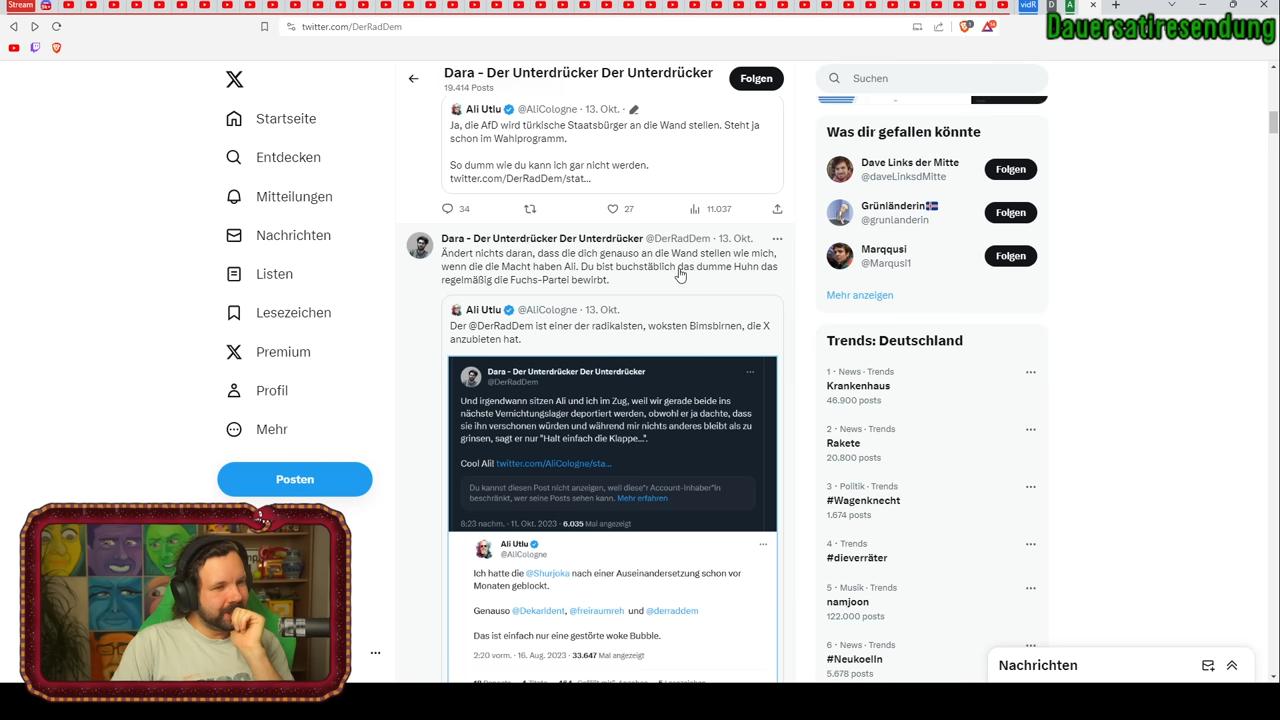 Stream
vidR
D
A
twitter.com/DerRadDem
Dauersatiresendung
Dara - Der Unterdrücker Der Unterdrücker
19.414 Posts
Folgen
Suchen
Startseite
Entdecken
Mitteilungen
Nachrichten
Listen
Lesezeichen
Premium
Profil
Mehr
Posten
Ali Utlu @AliCologne · 13. Okt. ·
Ja, die AfD wird türkische Staatsbürger an die Wand stellen. Steht ja
schon im Wahlprogramm.
So dumm wie du kann ich gar nicht werden.
twitter.com/DerRadDem/stat…
34
27
11.037
Dara - Der Unterdrücker Der Unterdrücker @DerRadDem · 13. Okt.
Ändert nichts daran, dass die dich genauso an die Wand stellen wie mich,
wenn die die Macht haben Ali. Du bist buchstäblich das dumme Huhn das
regelmäßig die Fuchs-Partei bewirbt.
Ali Utlu @AliCologne · 13. Okt.
Der @DerRadDem ist einer der radikalsten, woksten Bimsbirnen, die X
anzubieten hat.
Dara - Der Unterdrücker Der Unterdrücker
@DerRadDem
Und irgendwann sitzen Ali und ich im Zug, weil wir gerade beide ins
nächste Vernichtungslager deportiert werden, obwohl er ja dachte, dass
sie ihn verschonen würden und während mir nichts anderes bleibt als zu
grinsen, sagt er nur "Halt einfach die Klappe...".
Cool Ali! twitter.com/AliCologne/sta…
Du kannst diesen Post nicht anzeigen, weil diese*r Account-Inhaber*in
beschränkt, wer seine Posts sehen kann. Mehr erfahren
8:23 nachm. · 11. Okt. 2023 · 6.035 Mal angezeigt
Ali Utlu
@AliCologne
Ich hatte die @Shurjoka nach einer Auseinandersetzung schon vor
Monaten geblockt.
Genauso @Dekarldent, @freiraumreh und @derraddem
Das ist einfach nur eine gestörte woke Bubble.
2:20 vorm. · 16. Aug. 2023 · 33.647 Mal angezeigt
Was dir gefallen könnte
Dave Links der Mitte
@daveLinksdMitte
Folgen
Grünländerin
@grunlanderin
Folgen
Marqqusi
@Marqusi1
Folgen
Mehr anzeigen
Trends: Deutschland
1 · News · Trends
Krankenhaus
46.900 posts
2 · News · Trends
Rakete
20.800 posts
3 · Politik · Trends
#Wagenknecht
1.674 posts
4 · Trends
#dieverräter
5 · Musik · Trends
namjoon
122.000 posts
6 · News · Trends
#Neukoelln
5.678 posts
Nachrichten